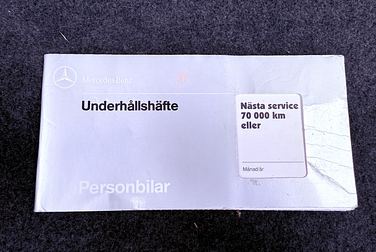 Mercedes-Benz
Underhållshäfte
Nästa service
70 000 km
eller
Månad/år
Personbilar